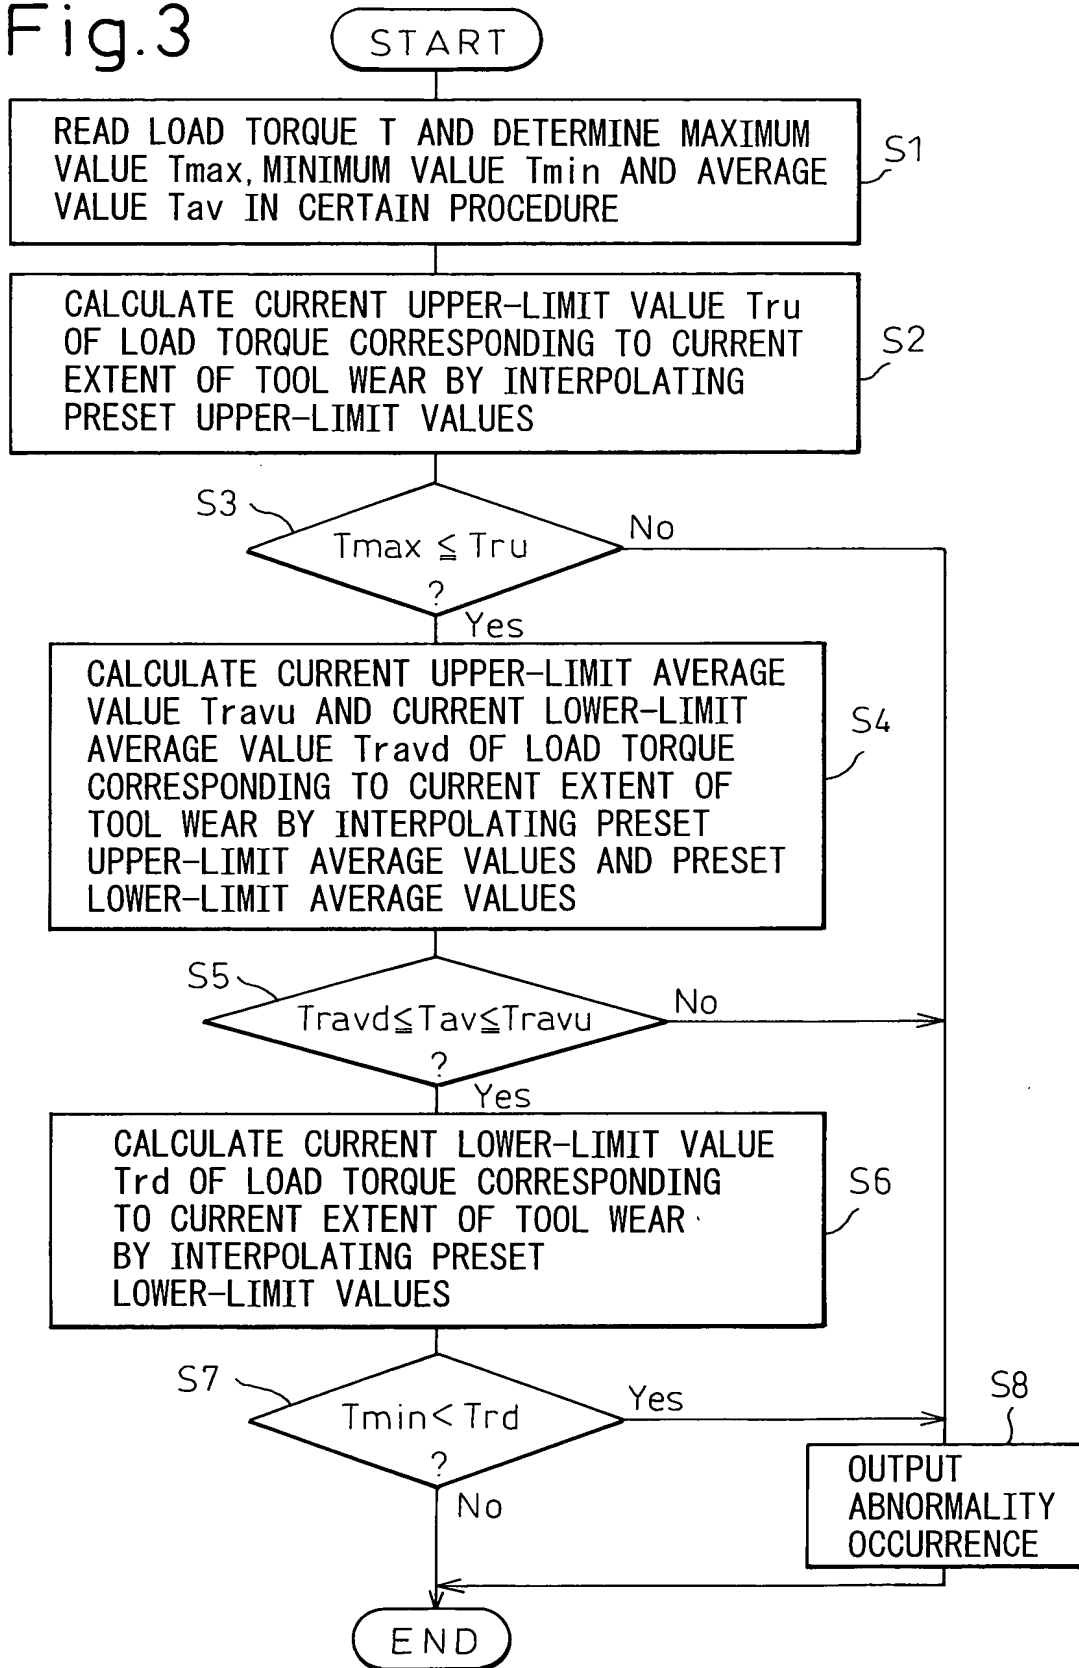 Fig.3
START
READ LOAD TORQUE T AND DETERMINE MAXIMUM
VALUE Tmax, MINIMUM VALUE Tmin AND AVERAGE
VALUE Tav IN CERTAIN PROCEDURE
S1
CALCULATE CURRENT UPPER-LIMIT VALUE Tru
OF LOAD TORQUE CORRESPONDING TO CURRENT
EXTENT OF TOOL WEAR BY INTERPOLATING
PRESET UPPER-LIMIT VALUES
S2
S3
Tmax ≦ Tru
?
No
Yes
CALCULATE CURRENT UPPER-LIMIT AVERAGE
VALUE Travu AND CURRENT LOWER-LIMIT
AVERAGE VALUE Travd OF LOAD TORQUE
CORRESPONDING TO CURRENT EXTENT OF
TOOL WEAR BY INTERPOLATING PRESET
UPPER-LIMIT AVERAGE VALUES AND PRESET
LOWER-LIMIT AVERAGE VALUES
S4
S5
Travd≦Tav≦Travu
?
No
Yes
CALCULATE CURRENT LOWER-LIMIT VALUE
Trd OF LOAD TORQUE CORRESPONDING
TO CURRENT EXTENT OF TOOL WEAR
BY INTERPOLATING PRESET
LOWER-LIMIT VALUES
S6
S7
Tmin< Trd
?
Yes
No
S8
OUTPUT
ABNORMALITY
OCCURRENCE
END